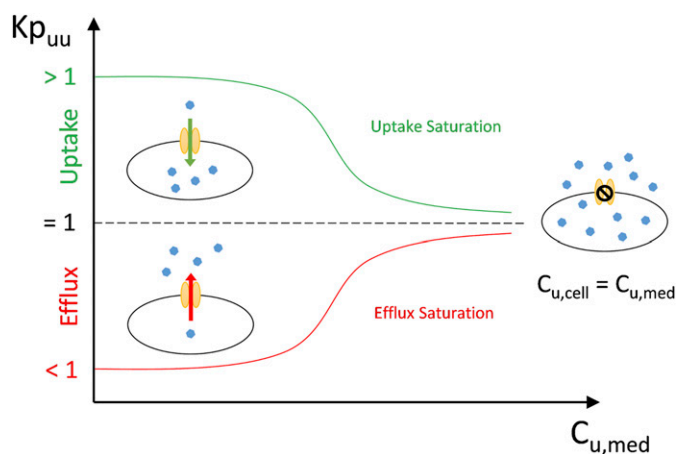 Kpuu
> 1
Uptake
Uptake Saturation
= 1
Cu,cell = Cu,med
Efflux
Efflux Saturation
< 1
Cu,med